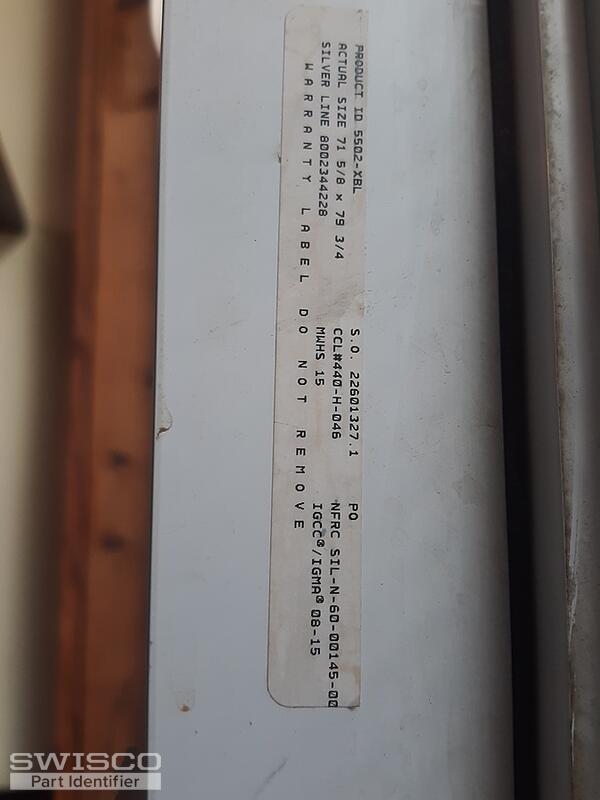 PRODUCT ID 5502-XBL S.O. 22601327.1 PO
ACTUAL SIZE 71 5/8 x 79 3/4 CCL#440-H-046 NFRC SIL-N-60-00145-00
SILVER LINE 8002344228 MWHS 15 IGCC®/IGMA® 08-15
WARRANTY LABEL DO NOT REMOVE
SWISCO
Part Identifier